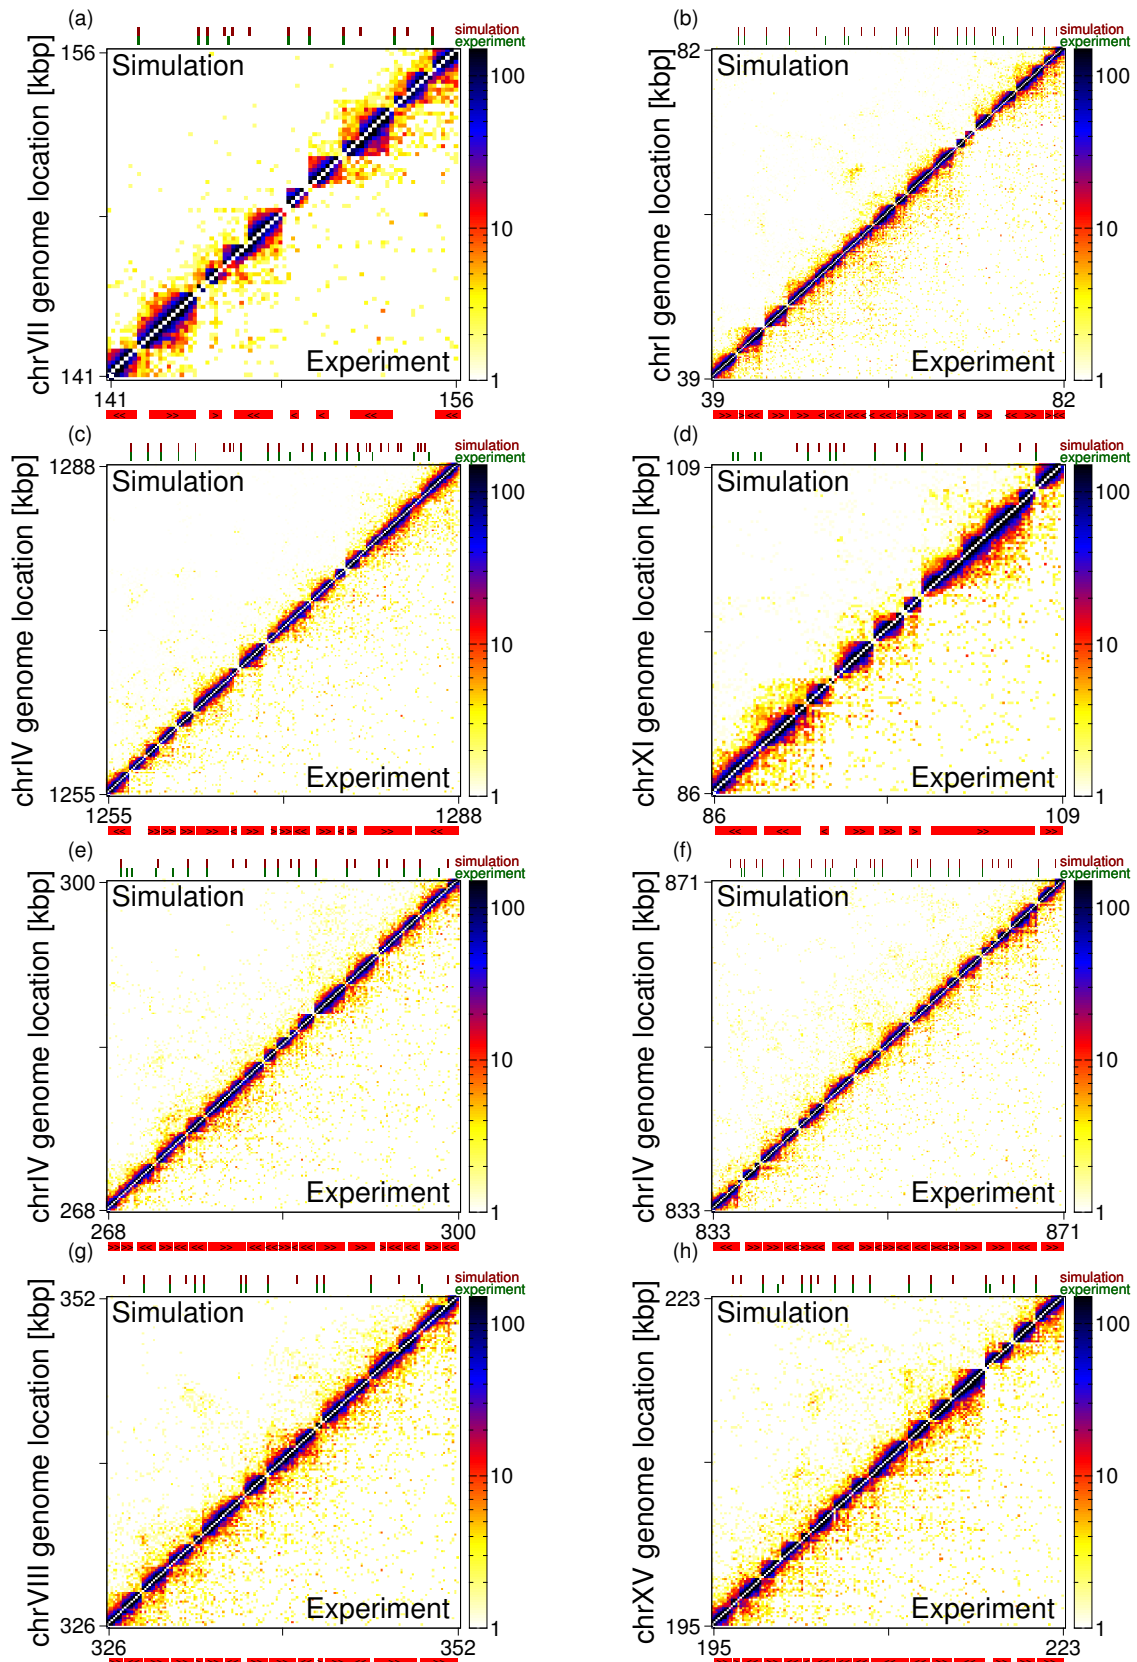 (a)
simulation
experiment
156
Simulation
100
chrVII genome location [kbp]
10
Experiment
141
1
141
156
(b)
simulation
experiment
82
Simulation
100
chrI genome location [kbp]
10
Experiment
39
1
39
82
(c)
simulation
experiment
1288
Simulation
100
chrIV genome location [kbp]
10
Experiment
1255
1
1255
1288
(d)
simulation
experiment
109
Simulation
100
chrXI genome location [kbp]
10
Experiment
86
1
86
109
(e)
simulation
experiment
300
Simulation
100
chrIV genome location [kbp]
10
Experiment
268
1
268
300
(f)
simulation
experiment
871
Simulation
100
chrIV genome location [kbp]
10
Experiment
833
1
833
871
(g)
simulation
experiment
352
Simulation
100
chrVIII genome location [kbp]
10
Experiment
326
1
326
352
(h)
simulation
experiment
223
Simulation
100
chrXV genome location [kbp]
10
Experiment
195
1
195
223